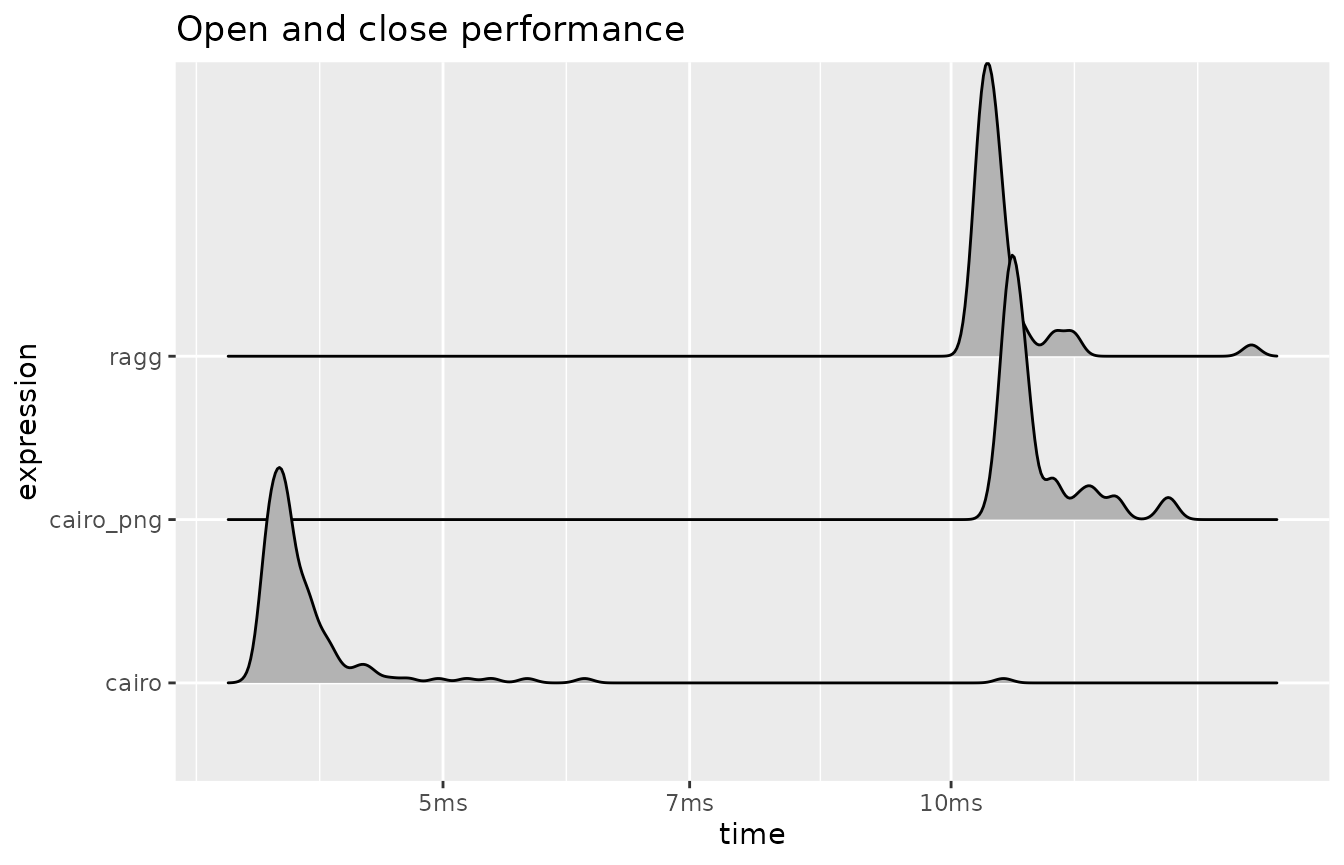 Open and close performance
expression
ragg
cairo_png
cairo
5ms 7ms 10ms
time